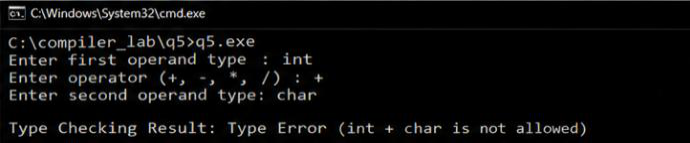 C:\Windows\System32\cmd.exe
C:\compiler_lab\q5>q5.exe
Enter first operand type : int
Enter operator (+, -, *, /) : +
Enter second operand type: char
Type Checking Result: Type Error (int + char is not allowed)